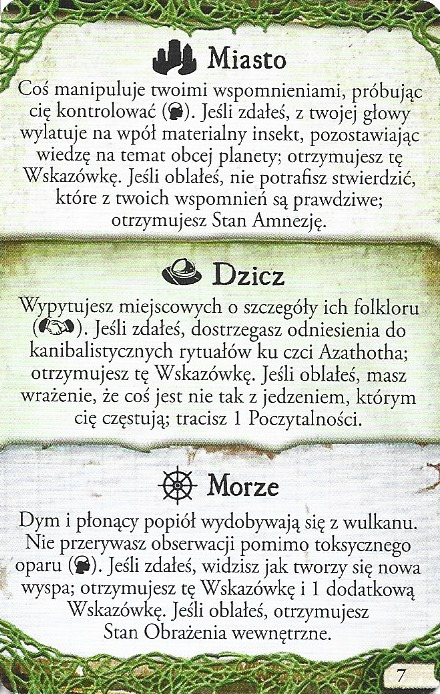 Miasto
Coś manipuluje twoimi wspomnieniami, próbując
cię kontrolować (). Jeśli zdałeś, z twojej głowy
wylatuje na wpół materialny insekt, pozostawiając
wiedzę na temat obcej planety; otrzymujesz tę
Wskazówkę. Jeśli oblałeś, nie potrafisz stwierdzić,
które z twoich wspomnień są prawdziwe;
otrzymujesz Stan Amnezję.
Dzicz
Wypytujesz miejscowych o szczegóły ich folkloru
(). Jeśli zdałeś, dostrzegasz odniesienia do
kanibalistycznych rytuałów ku czci Azathotha;
otrzymujesz tę Wskazówkę. Jeśli oblałeś, masz
wrażenie, że coś jest nie tak z jedzeniem, którym
cię częstują; tracisz 1 Poczytalności.
Morze
Dym i płonący popiół wydobywają się z wulkanu.
Nie przerywasz obserwacji pomimo toksycznego
oparu (). Jeśli zdałeś, widzisz jak tworzy się nowa
wyspa; otrzymujesz tę Wskazówkę i 1 dodatkową
Wskazówkę. Jeśli oblałeś, otrzymujesz
Stan Obrażenia wewnętrzne.
7